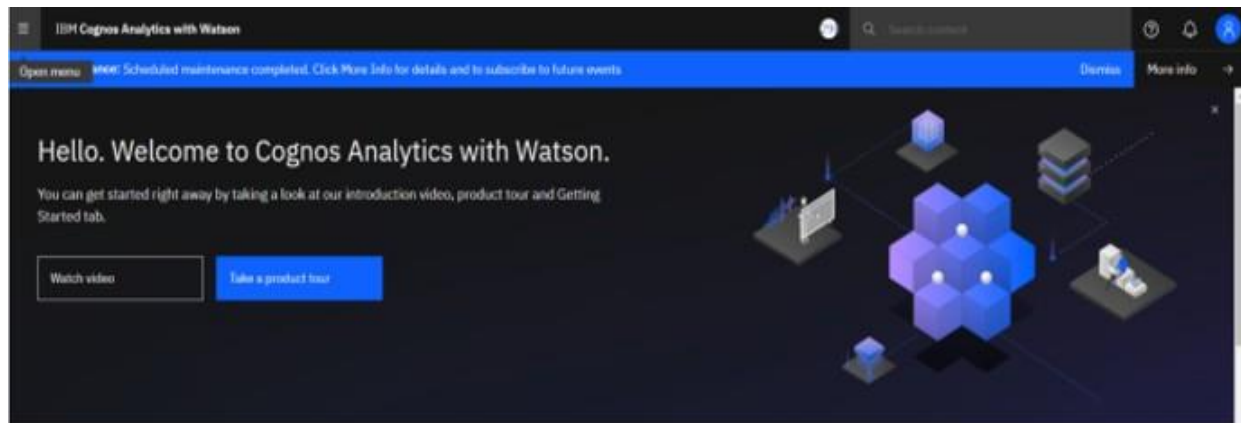 IBM Cognos Analytics with Watson
Search content
Open menu
Scheduled maintenance completed. Click More Info for details and to subscribe to future events
Dismiss
More info
Hello. Welcome to Cognos Analytics with Watson.
You can get started right away by taking a look at our introduction video, product tour and Getting
Started tab.
Watch video
Take a product tour